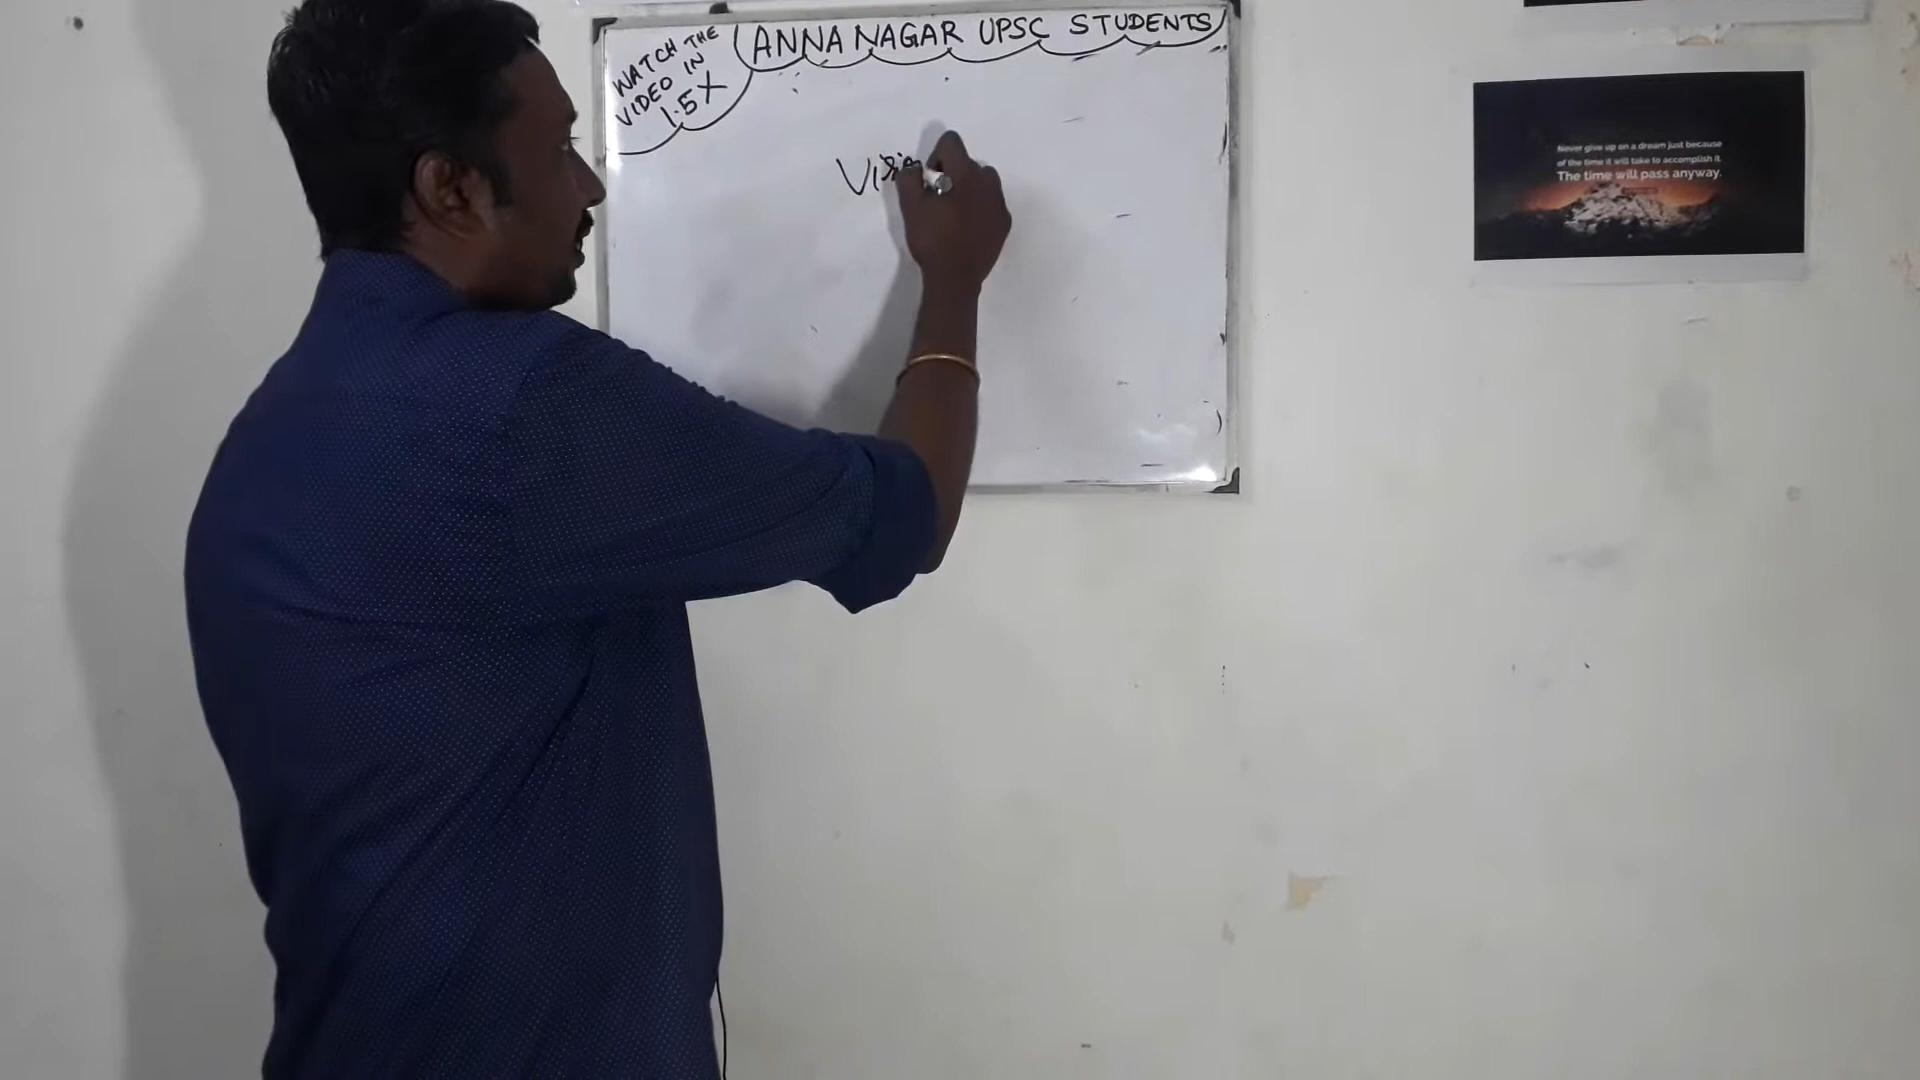 WATCH THE
VIDEO IN
1.5X
ANNA NAGAR UPSC STUDENTS
Never give up on a dream just because
of the time it will take to accomplish it.
The time will pass anyway.